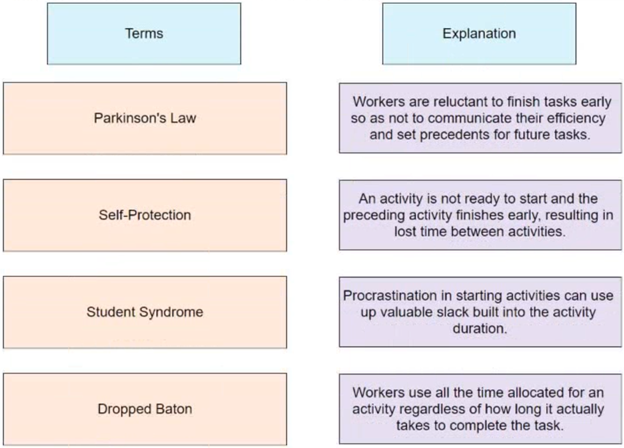 Terms
Explanation
Parkinson's Law
Workers are reluctant to finish tasks early
so as not to communicate their efficiency
and set precedents for future tasks.
Self-Protection
An activity is not ready to start and the
preceding activity finishes early, resulting in
lost time between activities.
Student Syndrome
Procrastination in starting activities can use
up valuable slack built into the activity
duration.
Dropped Baton
Workers use all the time allocated for an
activity regardless of how long it actually
takes to complete the task.